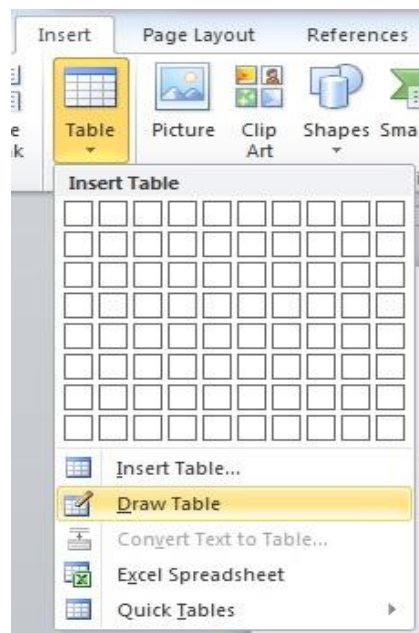 Insert Page Layout References
Table Picture Clip Art Shapes
Insert Table
Insert Table...
Draw Table
Convert Text to Table...
Excel Spreadsheet
Quick Tables